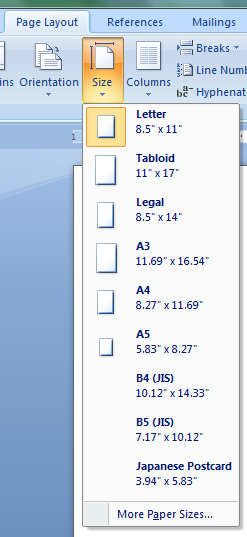 Page Layout References Mailings
ins Orientation Size Columns
Breaks
Line Numb
Hyphenat
1
Letter
8.5" x 11"
Tabloid
11" x 17"
Legal
8.5" x 14"
A3
11.69" x 16.54"
A4
8.27" x 11.69"
A5
5.83" x 8.27"
B4 (JIS)
10.12" x 14.33"
B5 (JIS)
7.17" x 10.12"
Japanese Postcard
3.94" x 5.83"
More Paper Sizes...